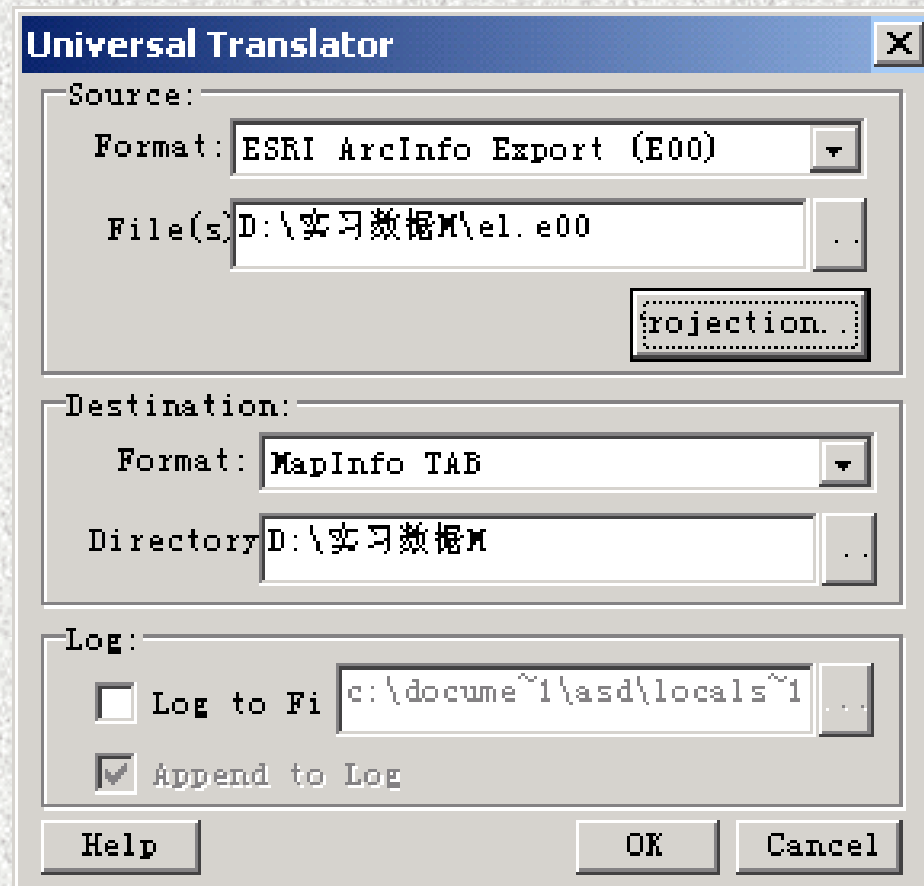 Universal Translator
Source:
Format: ESRI ArcInfo Export (E00)
File(s) D:\实习数据M\el.e00 ..
rojection..
Destination:
Format: MapInfo TAB
Directory D:\实习数据M ..
Log:
Log to Fi c:\docume~1\asd\locals~1 ...
Append to Log
Help OK Cancel